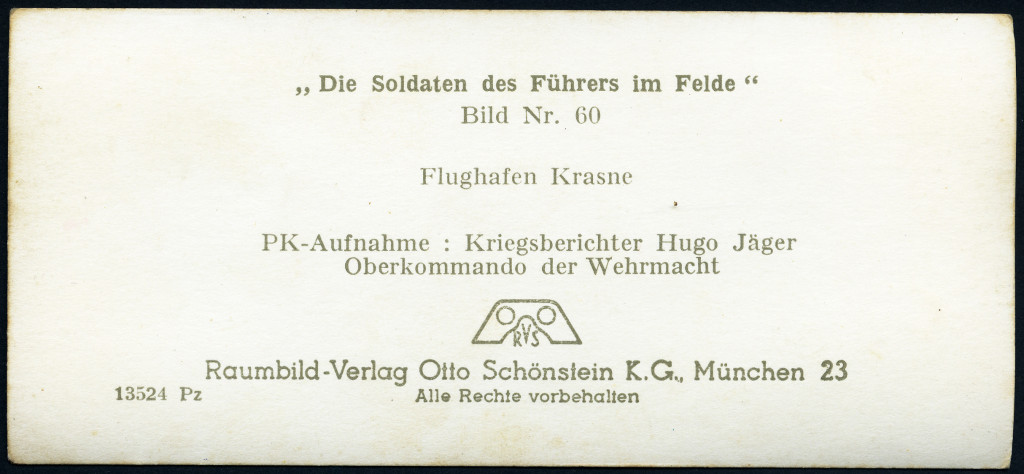 „ Die Soldaten des Führers im Felde “
Bild Nr. 60
Flughafen Krasne
PK-Aufnahme : Kriegsberichter Hugo Jäger
Oberkommando der Wehrmacht
RVS
Raumbild-Verlag Otto Schönstein K.G., München 23
13524 Pz
Alle Rechte vorbehalten